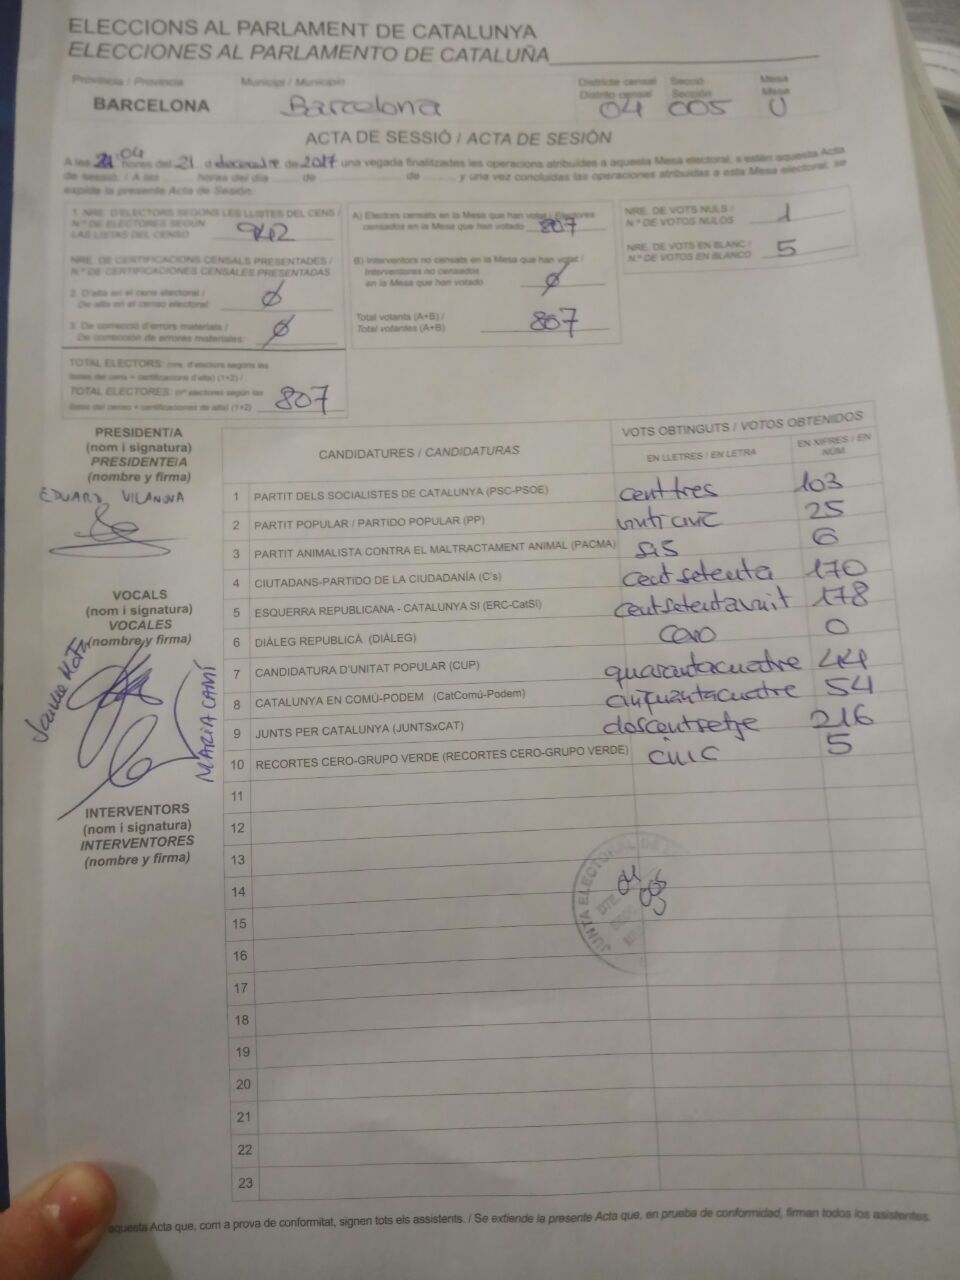 ELECCIONS AL PARLAMENT DE CATALUNYA
ELECCIONES AL PARLAMENTO DE CATALUÑA
Província / Provincia
BARCELONA
Municipi / Municipio
Barcelona
Districte censal
Distrito censal
04
Secció
Sección
005
Mesa
Mesa
U
ACTA DE SESSIÓ / ACTA DE SESIÓN
A les 21:04 hores del 21 d desembre de 2017 una vegada finalitzades les operacions atribuïdes a aquesta Mesa electoral, s'estén aquesta Acta
de sessió. / A las ........ horas del día ...... de ........ de ......, y una vez concluidas las operaciones atribuidas a esta Mesa electoral, se
expide la presente Acta de Sesión:
1. NRE. D'ELECTORS SEGONS LES LLISTES DEL CENS /
N.º DE ELECTORES SEGÚN
LAS LISTAS DEL CENSO
942
NRE. DE CERTIFICACIONS CENSALS PRESENTADES /
N.º DE CERTIFICACIONES CENSALES PRESENTADAS
2. D'alta en el cens electoral /
De alta en el censo electoral:
Ø
3. De correcció d'errors materials /
De corrección de errores materiales:
Ø
TOTAL ELECTORS: (nre. d'electors segons les
llistes del cens + certificacions d'alta) (1+2) /
TOTAL ELECTORES: (nº electores según las
listas del censo + certificaciones de alta) (1+2)
807
A) Electors censats en la Mesa que han votat / Electores
censados en la Mesa que han votado
807
B) Interventors no censats en la Mesa que han votat /
Interventores no censados
en la Mesa que han votado
Ø
Total votants (A+B) /
Total votantes (A+B)
807
NRE. DE VOTS NULS /
N.º DE VOTOS NULOS
1
NRE. DE VOTS EN BLANC /
N.º DE VOTOS EN BLANCO
5
PRESIDENT/A
(nom i signatura)
PRESIDENTE/A
(nombre y firma)
EDUARD VILANOVA
VOCALS
(nom i signatura)
VOCALES
(nombre y firma)
Jaume
MARIA CAMÍ
INTERVENTORS
(nom i signatura)
INTERVENTORES
(nombre y firma)
CANDIDATURES / CANDIDATURAS
VOTS OBTINGUTS / VOTOS OBTENIDOS
EN LLETRES / EN LETRA
EN XIFRES / EN NÚM.
1 PARTIT DELS SOCIALISTES DE CATALUNYA (PSC-PSOE) cent tres 103
2 PARTIT POPULAR / PARTIDO POPULAR (PP) vinticinc 25
3 PARTIT ANIMALISTA CONTRA EL MALTRACTAMENT ANIMAL (PACMA) sis 6
4 CIUTADANS-PARTIDO DE LA CIUDADANÍA (C's) cent setenta 170
5 ESQUERRA REPUBLICANA - CATALUNYA SÍ (ERC-CatSí) centsetantavuit 178
6 DIÀLEG REPUBLICÀ (DIÀLEG) cero 0
7 CANDIDATURA D'UNITAT POPULAR (CUP) quarantacuatre 44
8 CATALUNYA EN COMÚ-PODEM (CatComú-Podem) cinquantacuatre 54
9 JUNTS PER CATALUNYA (JUNTSxCAT) doscentsetze 216
10 RECORTES CERO-GRUPO VERDE (RECORTES CERO-GRUPO VERDE) cinc 5
11
12
13
14
15
16
17
18
19
20
21
22
23
JUNTA ELECTORAL DE
DTE. 04
SECC. 005
aquesta Acta que, com a prova de conformitat, signen tots els assistents. / Se extiende la presente Acta que, en prueba de conformidad, firman todos los asistentes.